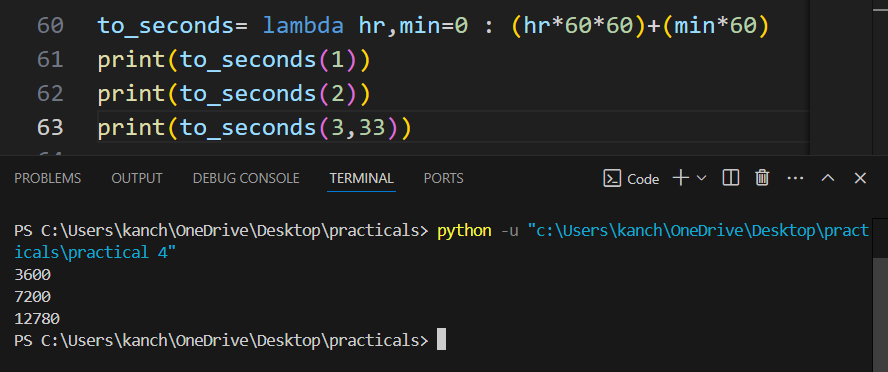 60 to_seconds= lambda hr,min=0 : (hr*60*60)+(min*60)
61 print(to_seconds(1))
62 print(to_seconds(2))
63 print(to_seconds(3,33))
PROBLEMS OUTPUT DEBUG CONSOLE TERMINAL PORTS Code
PS C:\Users\kanch\OneDrive\Desktop\practicals> python -u "c:\Users\kanch\OneDrive\Desktop\pract
icals\practical 4"
3600
7200
12780
PS C:\Users\kanch\OneDrive\Desktop\practicals>